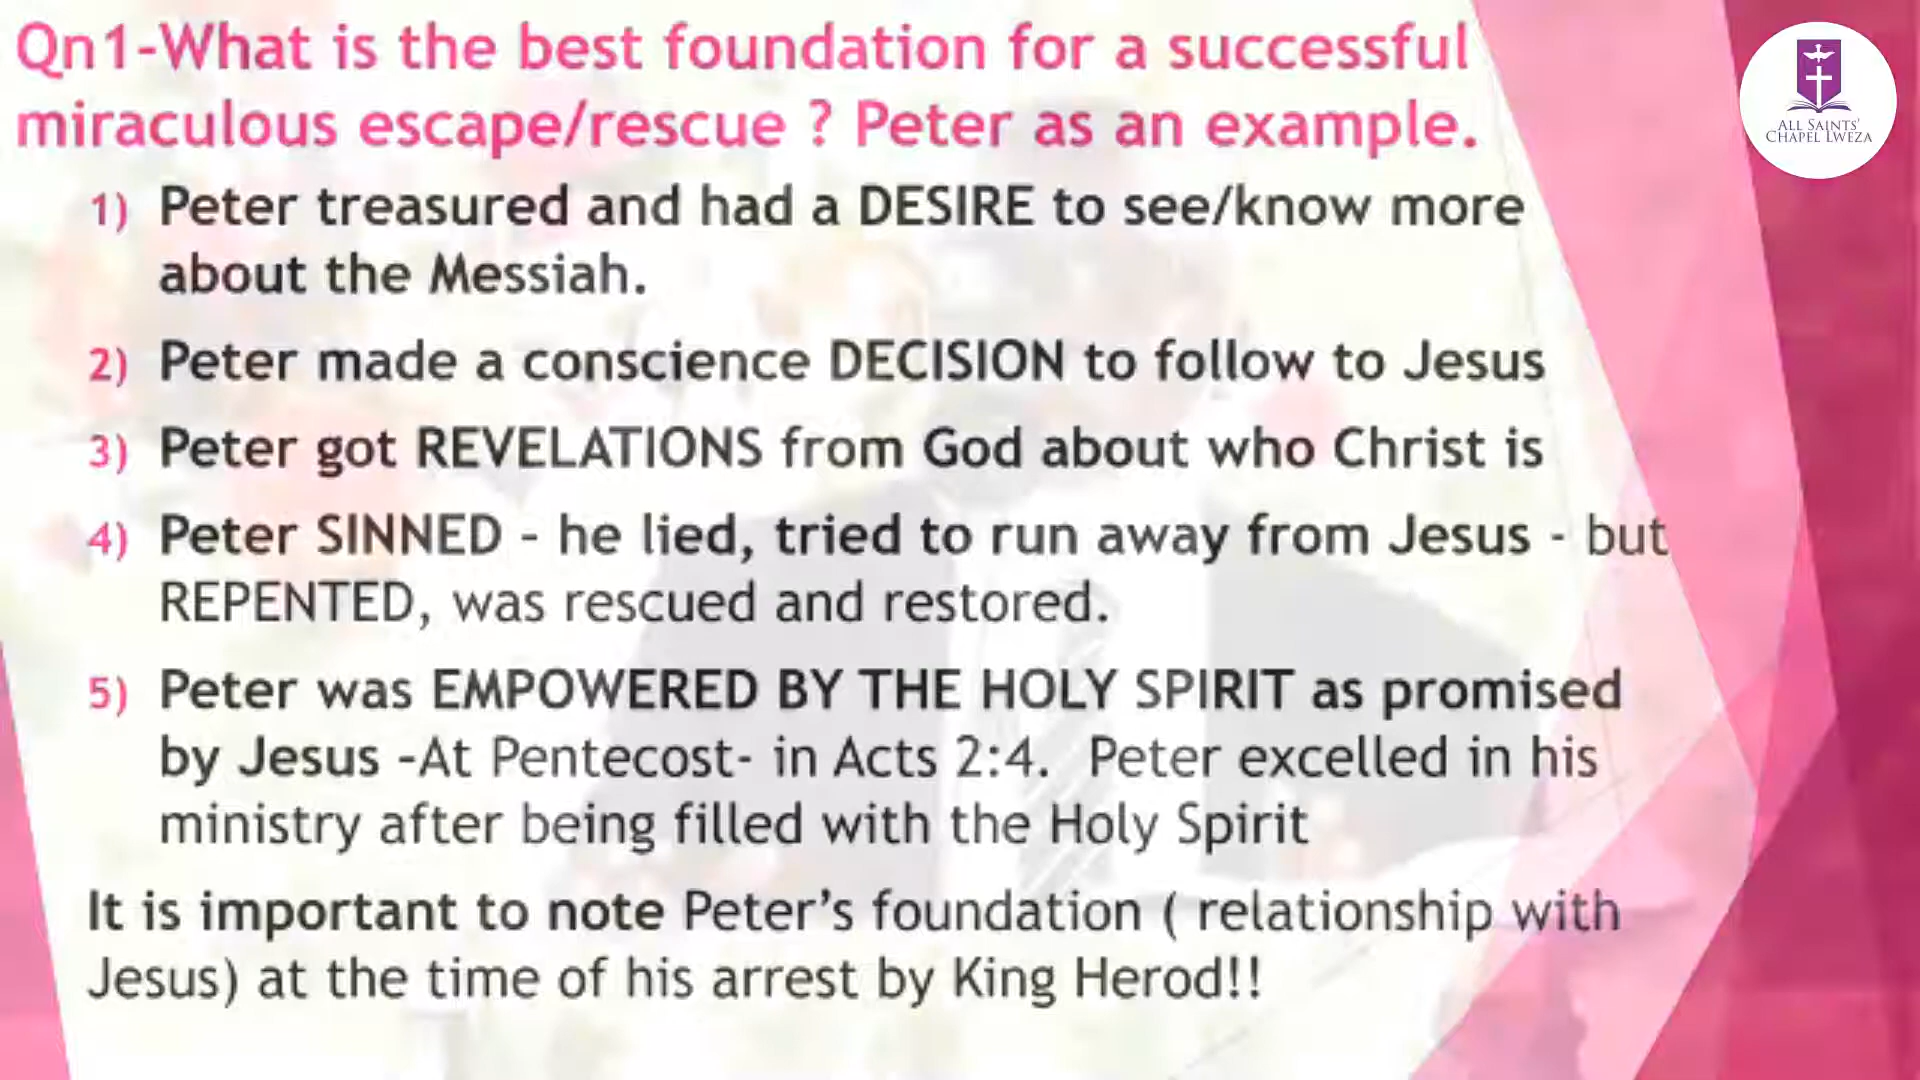 Qn1-What is the best foundation for a successful
miraculous escape/rescue ? Peter as an example.
ALL SAINTS'
CHAPEL LWEZA
1) Peter treasured and had a DESIRE to see/know more
about the Messiah.
2) Peter made a conscience DECISION to follow to Jesus
3) Peter got REVELATIONS from God about who Christ is
4) Peter SINNED - he lied, tried to run away from Jesus - but
REPENTED, was rescued and restored.
5) Peter was EMPOWERED BY THE HOLY SPIRIT as promised
by Jesus -At Pentecost- in Acts 2:4. Peter excelled in his
ministry after being filled with the Holy Spirit
It is important to note Peter's foundation ( relationship with
Jesus) at the time of his arrest by King Herod!!